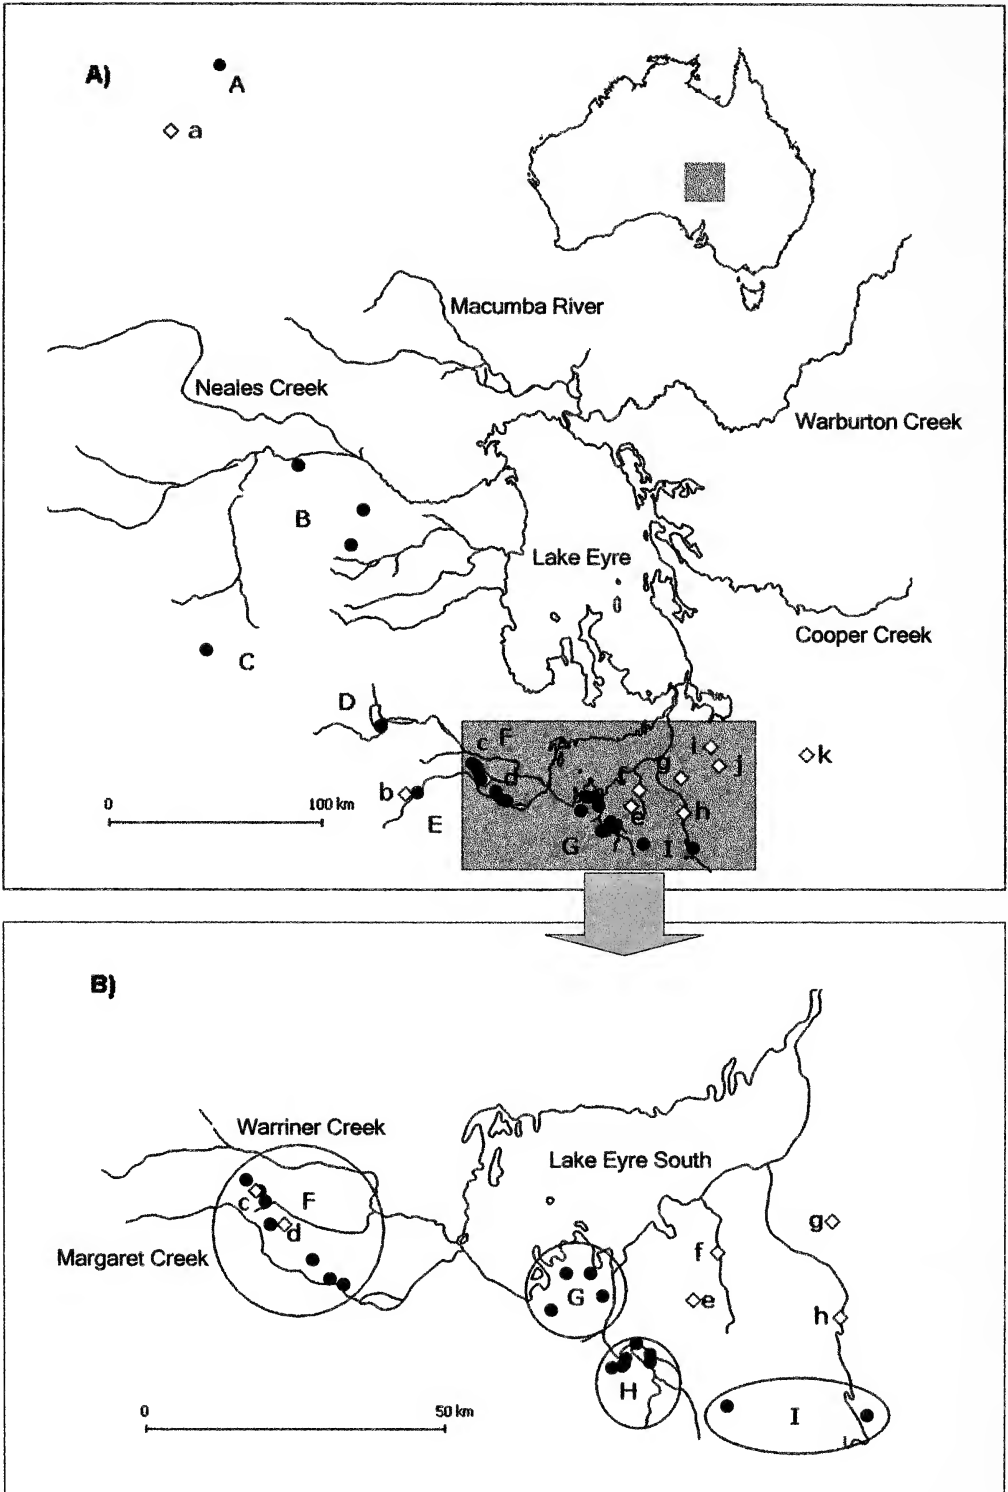 A)
A
a
Macumba River
Neales Creek
Warburton Creek
B
Lake Eyre
Cooper Creek
C
D
c F
i
k
g j
d f
b
0 100 km
e h
E
G I
B)
Warriner Creek
Lake Eyre South
c F
g
d
f
Margaret Creek
G e
h
H
I
0 50 km